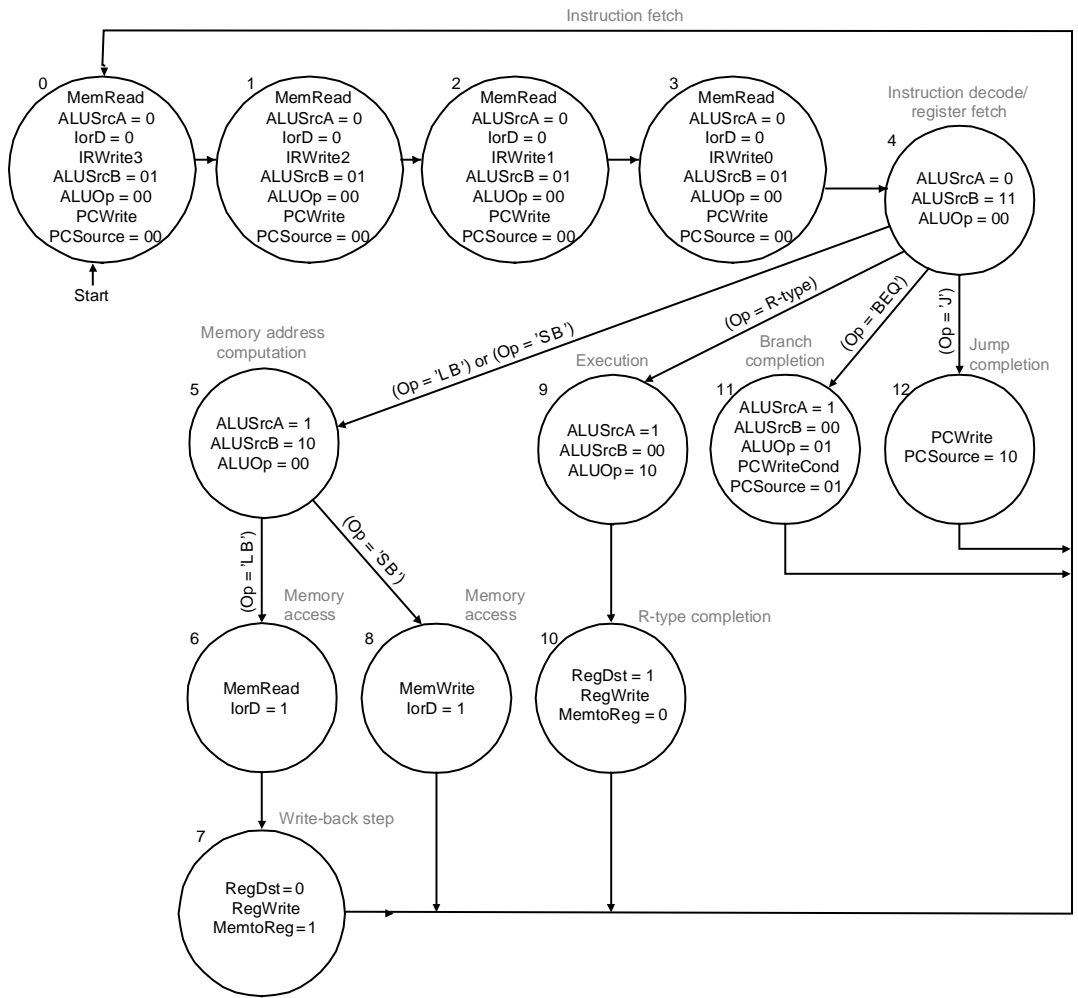 Instruction fetch
0
MemRead
ALUSrcA = 0
IorD = 0
IRWrite3
ALUSrcB = 01
ALUOp = 00
PCWrite
PCSource = 00
Start
1
MemRead
ALUSrcA = 0
IorD = 0
IRWrite2
ALUSrcB = 01
ALUOp = 00
PCWrite
PCSource = 00
2
MemRead
ALUSrcA = 0
IorD = 0
IRWrite1
ALUSrcB = 01
ALUOp = 00
PCWrite
PCSource = 00
3
MemRead
ALUSrcA = 0
IorD = 0
IRWrite0
ALUSrcB = 01
ALUOp = 00
PCWrite
PCSource = 00
Instruction decode/
register fetch
4
ALUSrcA = 0
ALUSrcB = 11
ALUOp = 00
(Op = 'LB') or (Op = 'SB')
(Op = R-type)
(Op = 'BEQ')
(Op = 'J')
Memory address
computation
5
ALUSrcA = 1
ALUSrcB = 10
ALUOp = 00
Execution
9
ALUSrcA =1
ALUSrcB = 00
ALUOp = 10
Branch
completion
11
ALUSrcA = 1
ALUSrcB = 00
ALUOp = 01
PCWriteCond
PCSource = 01
Jump
completion
12
PCWrite
PCSource = 10
(Op = 'LB')
(Op = 'SB')
Memory
access
6
MemRead
IorD = 1
Memory
access
8
MemWrite
IorD = 1
R-type completion
10
RegDst = 1
RegWrite
MemtoReg = 0
Write-back step
7
RegDst=0
RegWrite
MemtoReg=1